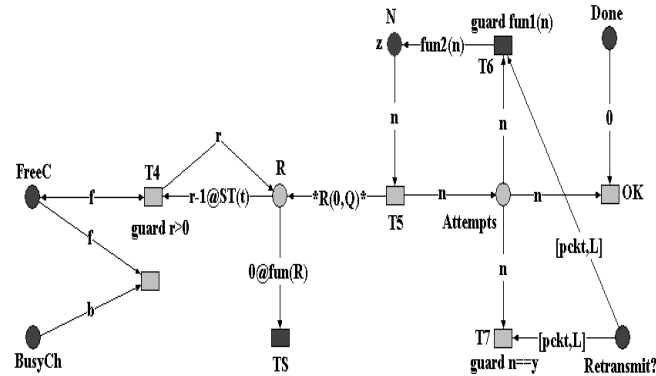 N
guard fun1(n)
Done
z
fun2(n)
T6
n
n
0
r
FreeC
T4
R
f
r-1@ST(t)
*R(0,Q)*
n
n
OK
guard r>0
T5
Attempts
f
[pckt,L]
0@fun(R)
n
b
T7
[pckt,L]
BusyCh
TS
guard n==y
Retransmit?